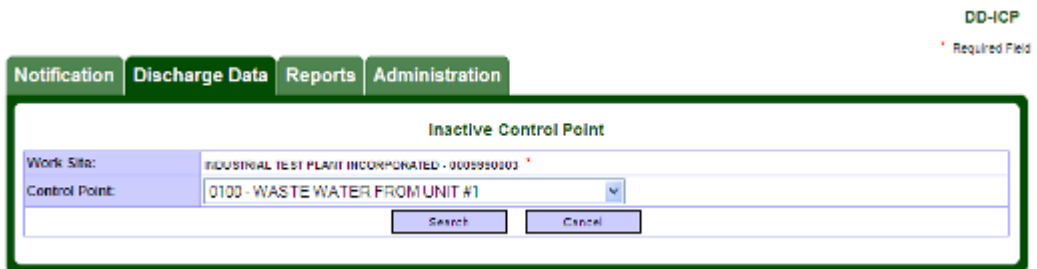 DD-ICP
* Required Field
Notification Discharge Data Reports Administration
Inactive Control Point
Work Site: INDUSTRIAL TEST PLANT INCORPORATED - *
Control Point: 0100 - WASTE WATER FROM UNIT #1
Search Cancel